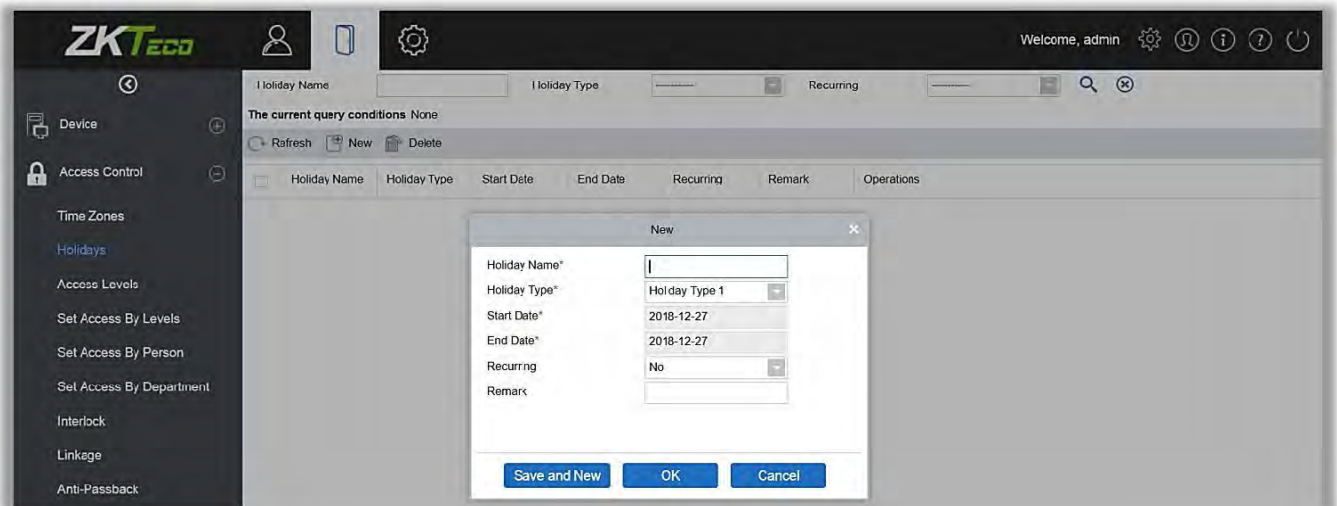 ZKTeco
Welcome, admin
Holiday Name Holiday Type ---------- Recurring ----------
Device
The current query conditions None
Refresh New Delete
Access Control
Holiday Name Holiday Type Start Date End Date Recurring Remark Operations
Time Zones
Holidays
Access Levels
Set Access By Levels
Set Access By Person
Set Access By Department
Interlock
Linkage
Anti-Passback
New
Holiday Name*
Holiday Type* Holiday Type 1
Start Date* 2018-12-27
End Date* 2018-12-27
Recurring No
Remark
Save and New OK Cancel